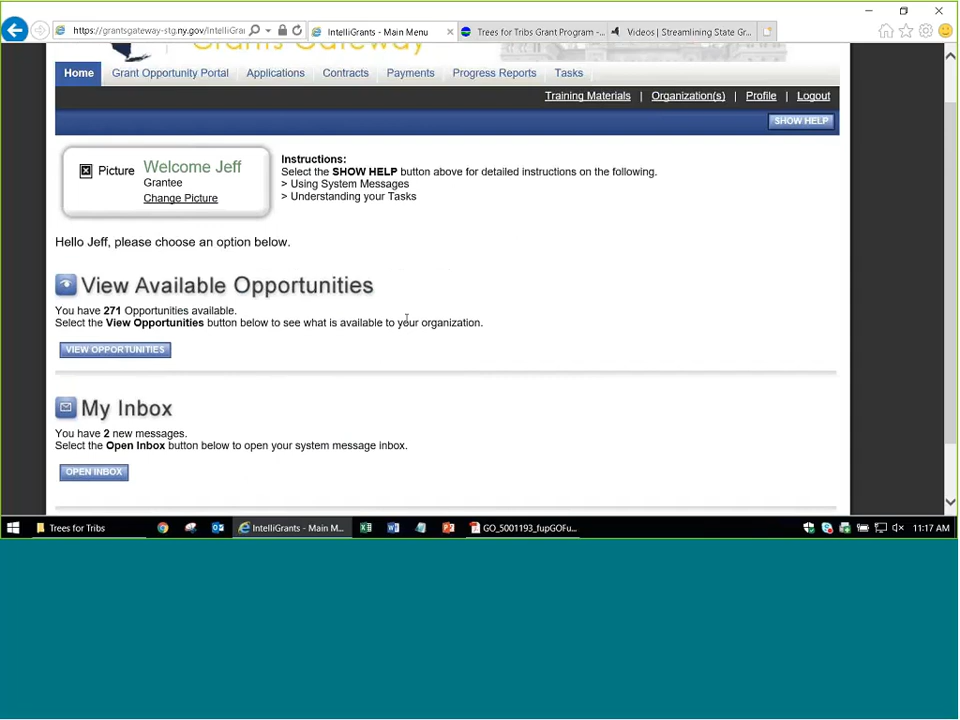 https://grantsgateway-stg.ny.gov/IntelliGrai
IntelliGrants - Main Menu
Trees for Tribs Grant Program -...
Videos | Streamlining State Gr...
Grants Gateway
Home
Grant Opportunity Portal
Applications
Contracts
Payments
Progress Reports
Tasks
Training Materials | Organization(s) | Profile | Logout
SHOW HELP
Picture
Welcome Jeff
Grantee
Change Picture
Instructions:
Select the SHOW HELP button above for detailed instructions on the following.
> Using System Messages
> Understanding your Tasks
Hello Jeff, please choose an option below.
View Available Opportunities
You have 271 Opportunities available.
Select the View Opportunities button below to see what is available to your organization.
VIEW OPPORTUNITIES
My Inbox
You have 2 new messages.
Select the Open Inbox button below to open your system message inbox.
OPEN INBOX
Trees for Tribs
IntelliGrants - Main M...
GO_5001193_fupGOFu...
11:17 AM